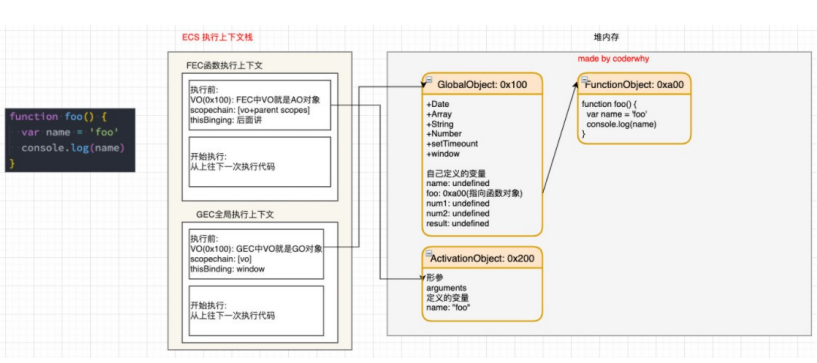 ECS 执行上下文栈
堆内存
made by coderwhy
function foo() {
var name = 'foo'
console.log(name)
}
FEC函数执行上下文
执行前:
VO(0x100): FEC中VO就是AO对象
scopechain: [vo+parent scopes]
thisBinging: 后面讲
开始执行:
从上往下一次执行代码
GEC全局执行上下文
执行前:
VO(0x100): GEC中VO就是GO对象
scopechain: [vo]
thisBinding: window
开始执行:
从上往下一次执行代码
GlobalObject: 0x100
+Date
+Array
+String
+Number
+setTimeount
+window
自己定义的变量
name: undefined
foo: 0xa00(指向函数对象)
num1: undefined
num2: undefined
result: undefined
FunctionObject: 0xa00
function foo() {
var name = 'foo'
console.log(name)
}
ActivationObject: 0x200
形参
arguments
定义的变量
name: "foo"